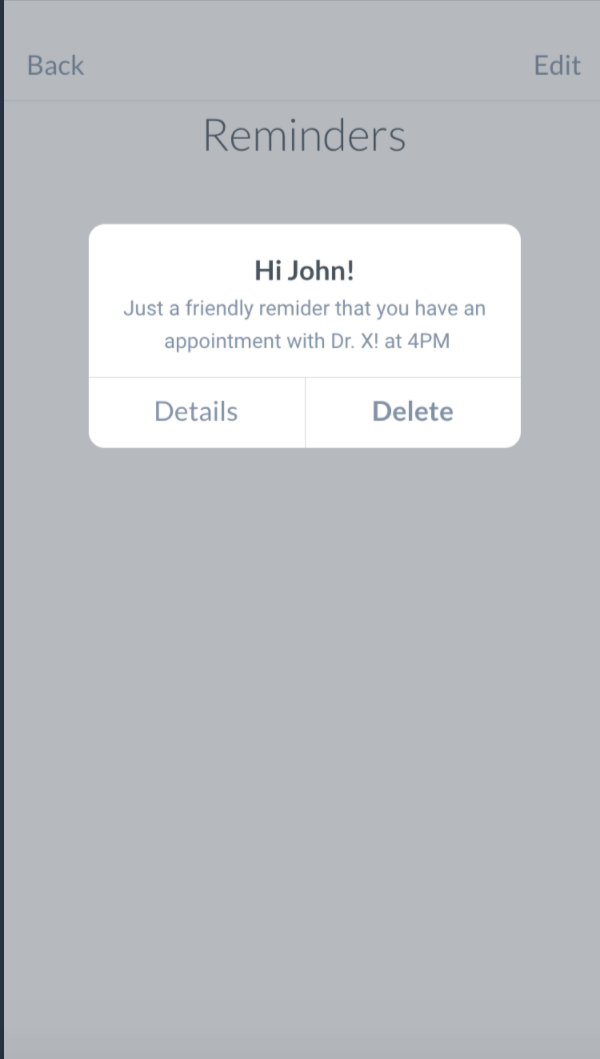 Back
Edit
Reminders
Hi John!
Just a friendly remider that you have an
appointment with Dr. X! at 4PM
Details
Delete